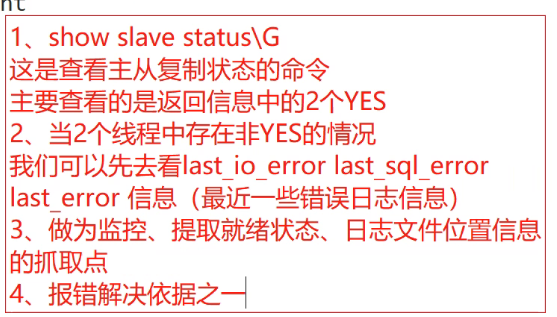 nt
1、show slave status\G
这是查看主从复制状态的命令
主要查看的是返回信息中的2个YES
2、当2个线程中存在非YES的情况
我们可以先去看last_io_error last_sql_error
last_error 信息（最近一些错误日志信息）
3、做为监控、提取就绪状态、日志文件位置信息
的抓取点
4、报错解决依据之一